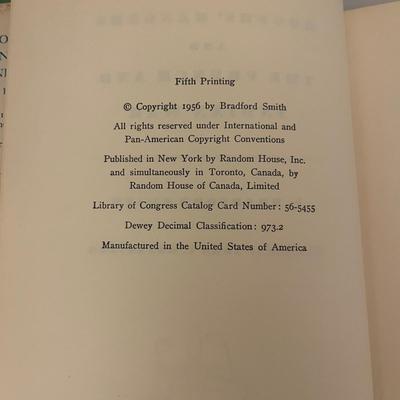 Fifth Printing
© Copyright 1956 by Bradford Smith
All rights reserved under International and
Pan-American Copyright Conventions
Published in New York by Random House, Inc.
and simultaneously in Toronto, Canada, by
Random House of Canada, Limited
Library of Congress Catalog Card Number: 56-5455
Dewey Decimal Classification: 973.2
Manufactured in the United States of America